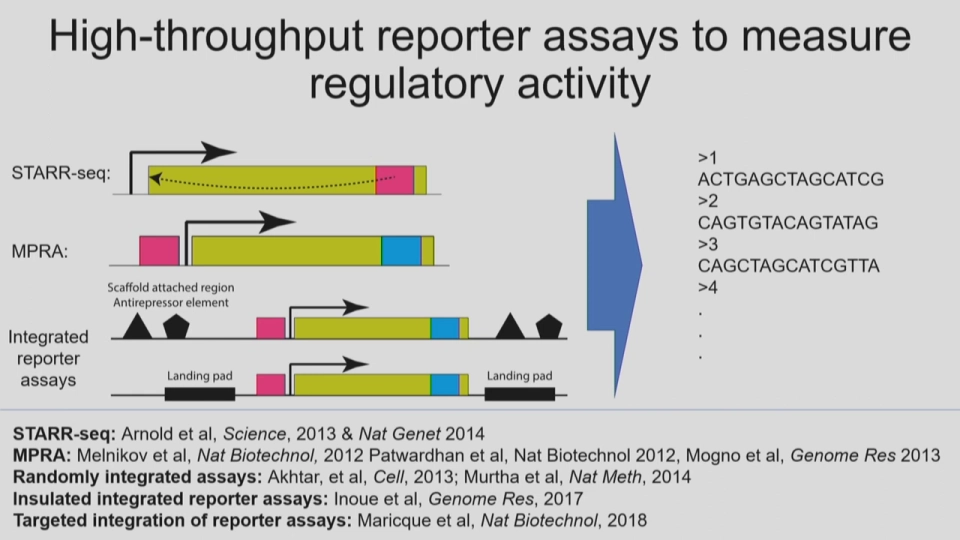 High-throughput reporter assays to measure
regulatory activity
STARR-seq:
MPRA:
Scaffold attached region
Antirepressor element
Integrated
reporter
assays
Landing pad
Landing pad
>1
ACTGAGCTAGCATCG
>2
CAGTGTACAGTATAG
>3
CAGCTAGCATCGTTA
>4
.
.
.
STARR-seq: Arnold et al, Science, 2013 & Nat Genet 2014
MPRA: Melnikov et al, Nat Biotechnol, 2012 Patwardhan et al, Nat Biotechnol 2012, Mogno et al, Genome Res 2013
Randomly integrated assays: Akhtar, et al, Cell, 2013; Murtha et al, Nat Meth, 2014
Insulated integrated reporter assays: Inoue et al, Genome Res, 2017
Targeted integration of reporter assays: Maricque et al, Nat Biotechnol, 2018